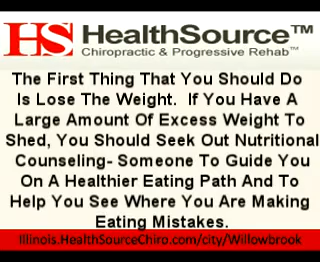 HS HealthSource™
Chiropractic & Progressive Rehab™
The First Thing That You Should Do
Is Lose The Weight. If You Have A
Large Amount Of Excess Weight To
Shed, You Should Seek Out Nutritional
Counseling- Someone To Guide You
On A Healthier Eating Path And To
Help You See Where You Are Making
Eating Mistakes.
Illinois.HealthSourceChiro.com/city/Willowbrook